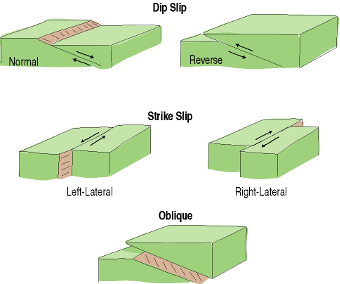 Dip Slip
Normal
Reverse
Strike Slip
Left-Lateral
Right-Lateral
Oblique